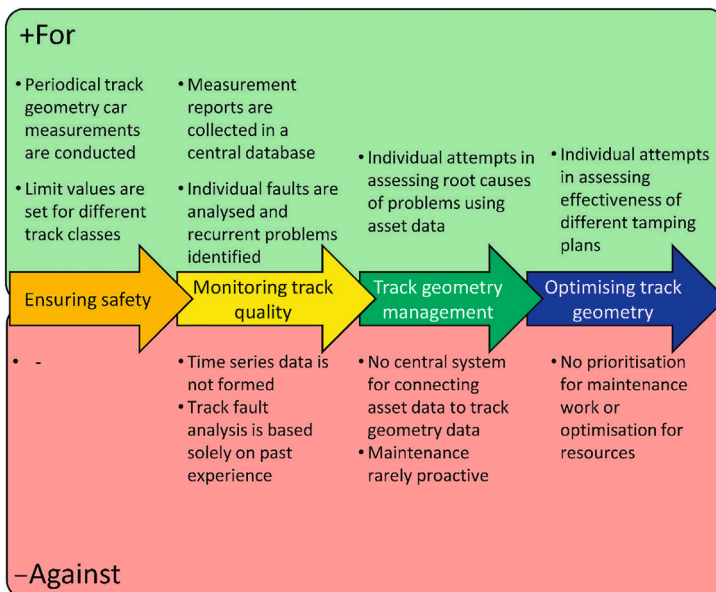 +For
• Periodical track
geometry car
measurements
are conducted
• Limit values are
set for different
track classes
• Measurement
reports are
collected in a
central database
• Individual faults are
analysed and
recurrent problems
identified
• Individual attempts in
assessing root causes
of problems using
asset data
• Individual attempts
in assessing
effectiveness of
different tamping
plans
Ensuring safety
Monitoring track
quality
Track geometry
management
Optimising track
geometry
• -
• Time series data is
not formed
• Track fault
analysis is based
solely on past
experience
• No central system
for connecting
asset data to track
geometry data
• Maintenance
rarely proactive
• No prioritisation
for maintenance
work or
optimisation for
resources
−Against